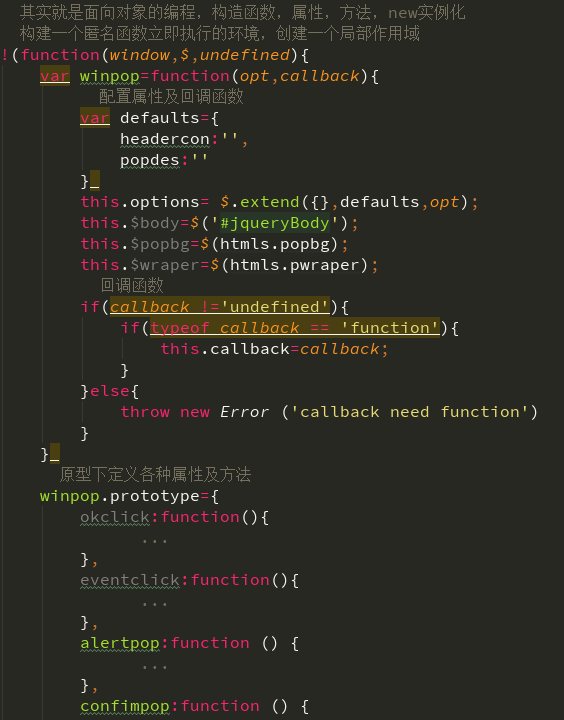 其实就是面向对象的编程，构造函数，属性，方法，new实例化
构建一个匿名函数立即执行的环境，创建一个局部作用域
!(function(window,$,undefined){
var winpop=function(opt,callback){
配置属性及回调函数
var defaults={
headercon:'',
popdes:''
}
this.options= $.extend({},defaults,opt);
this.$body=$('#jqueryBody');
this.$popbg=$(htmls.popbg);
this.$wraper=$(htmls.pwraper);
回调函数
if(callback !='undefined'){
if(typeof callback == 'function'){
this.callback=callback;
}
}else{
throw new Error ('callback need function')
}
}
原型下定义各种属性及方法
winpop.prototype={
okclick:function(){
...
},
eventclick:function(){
...
},
alertpop:function () {
...
},
confimpop:function () {